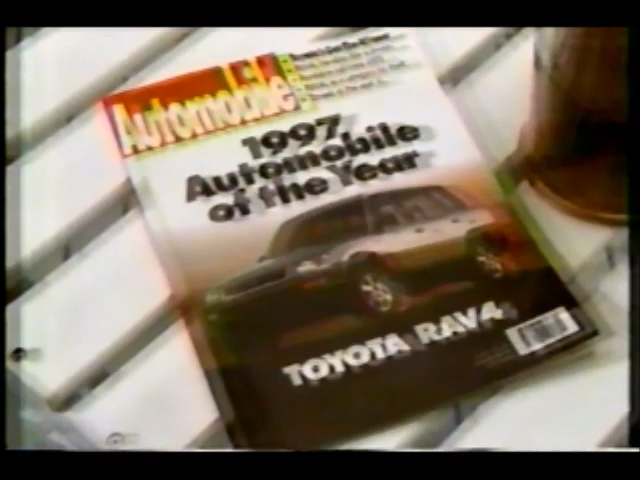 Automobile
1997
Automobile
of the Year
TOYOTA RAV4